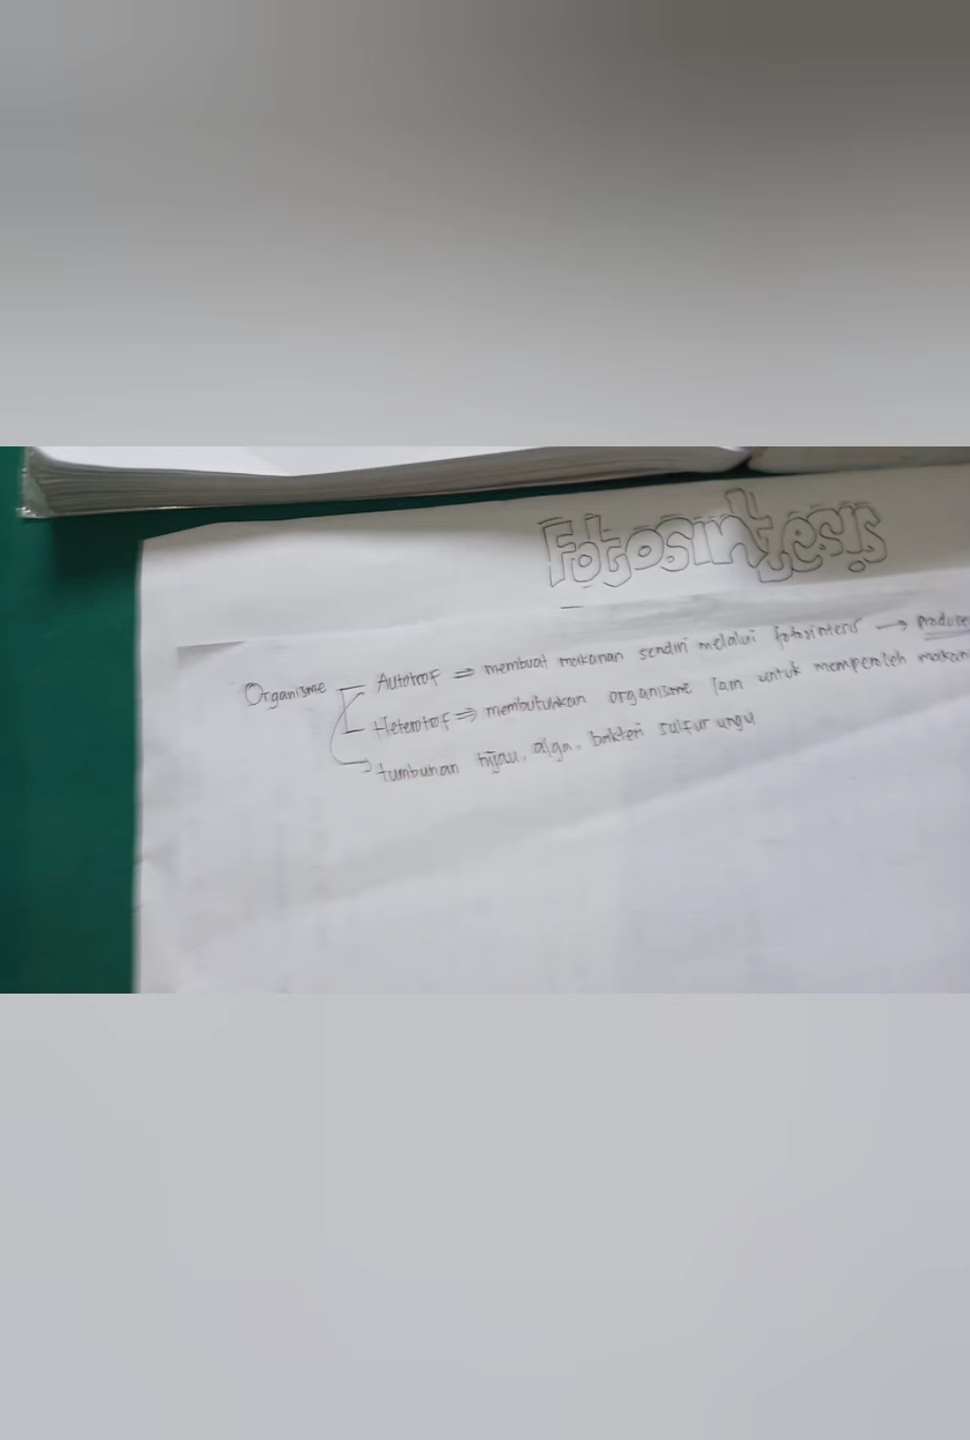 Fotosintesis
Organisme Autotrof => membuat makanan sendiri melalui fotosintesis → produse
Heterotrof => membutuhkan organisme lain untuk memperoleh makan
tumbuhan hijau, alga, bakteri sulfur ungu